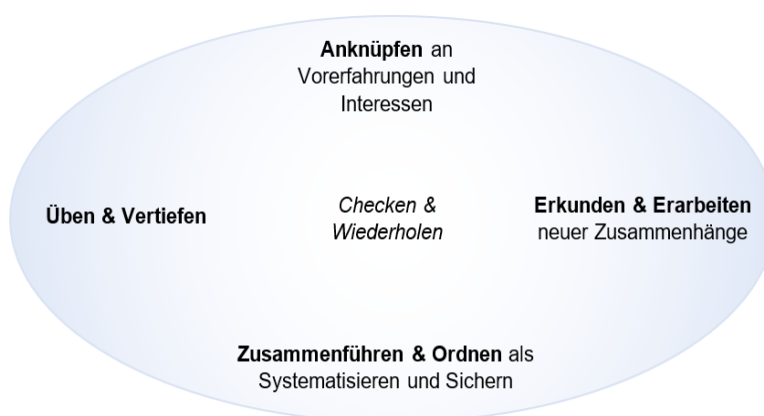 Anknüpfen an
Vorerfahrungen und
Interessen
Üben & Vertiefen
Checken &
Wiederholen
Erkunden & Erarbeiten
neuer Zusammenhänge
Zusammenführen & Ordnen als
Systematisieren und Sichern